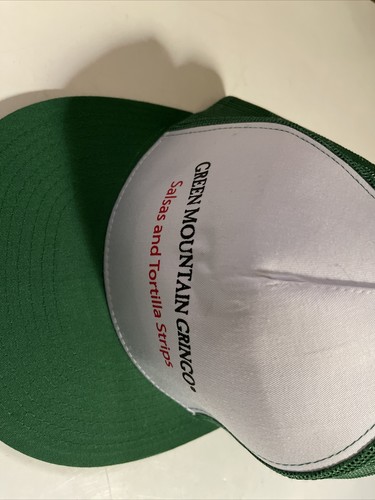 GREEN MOUNTAIN GRINGO®
Salsas and Tortilla Strips